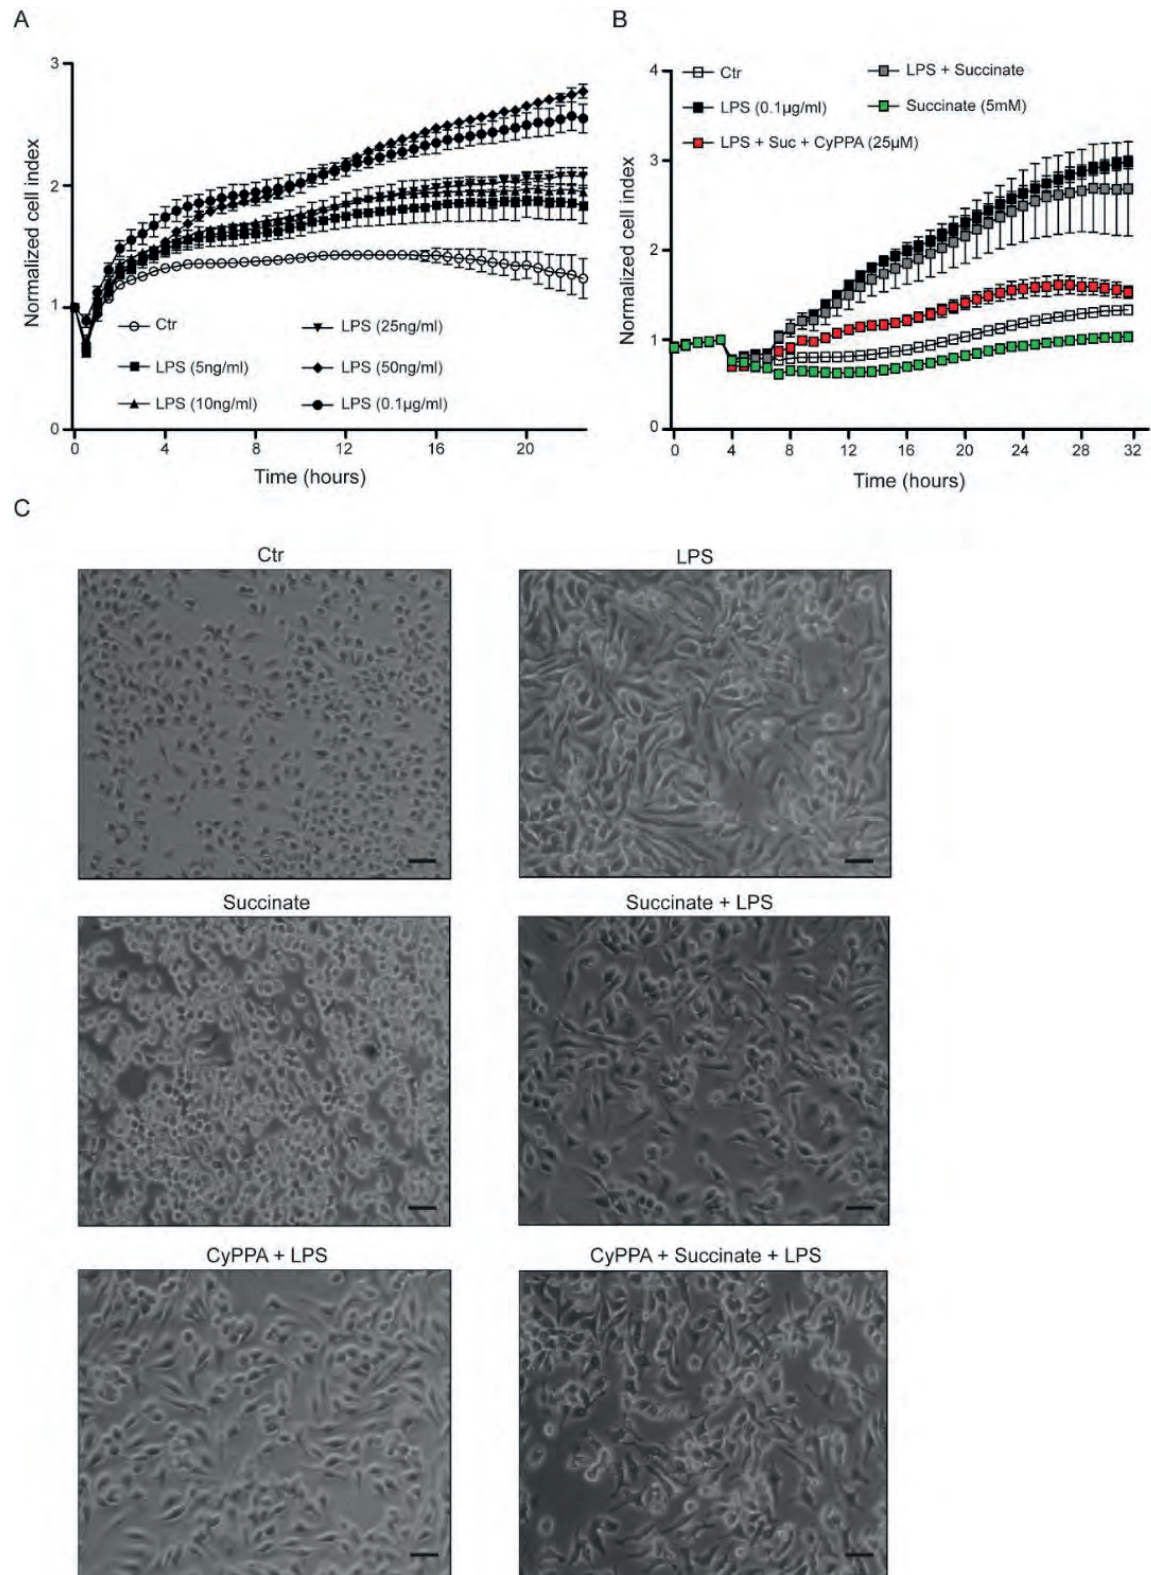 A
Normalized cell index
3
2
1
0
Ctr
LPS (5ng/ml)
LPS (10ng/ml)
LPS (25ng/ml)
LPS (50ng/ml)
LPS (0.1µg/ml)
0 4 8 12 16 20
Time (hours)
B
Normalized cell index
4
3
2
1
0
Ctr
LPS (0.1µg/ml)
LPS + Suc + CyPPA (25µM)
LPS + Succinate
Succinate (5mM)
0 4 8 12 16 20 24 28 32
Time (hours)
C
Ctr
LPS
Succinate
Succinate + LPS
CyPPA + LPS
CyPPA + Succinate + LPS